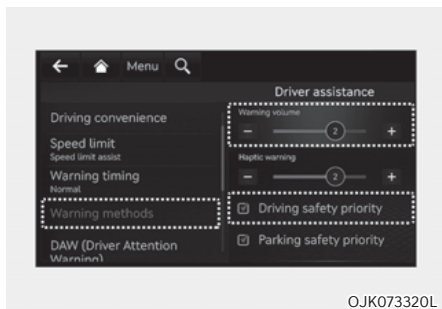 Menu
Driver assistance
Driving convenience
Speed limit
Speed limit assist
Warning timing
Normal
Warning methods
DAW (Driver Attention
Warning)
Warning volume
− 2 +
Haptic warning
− 2 +
Driving safety priority
Parking safety priority
OJK073320L